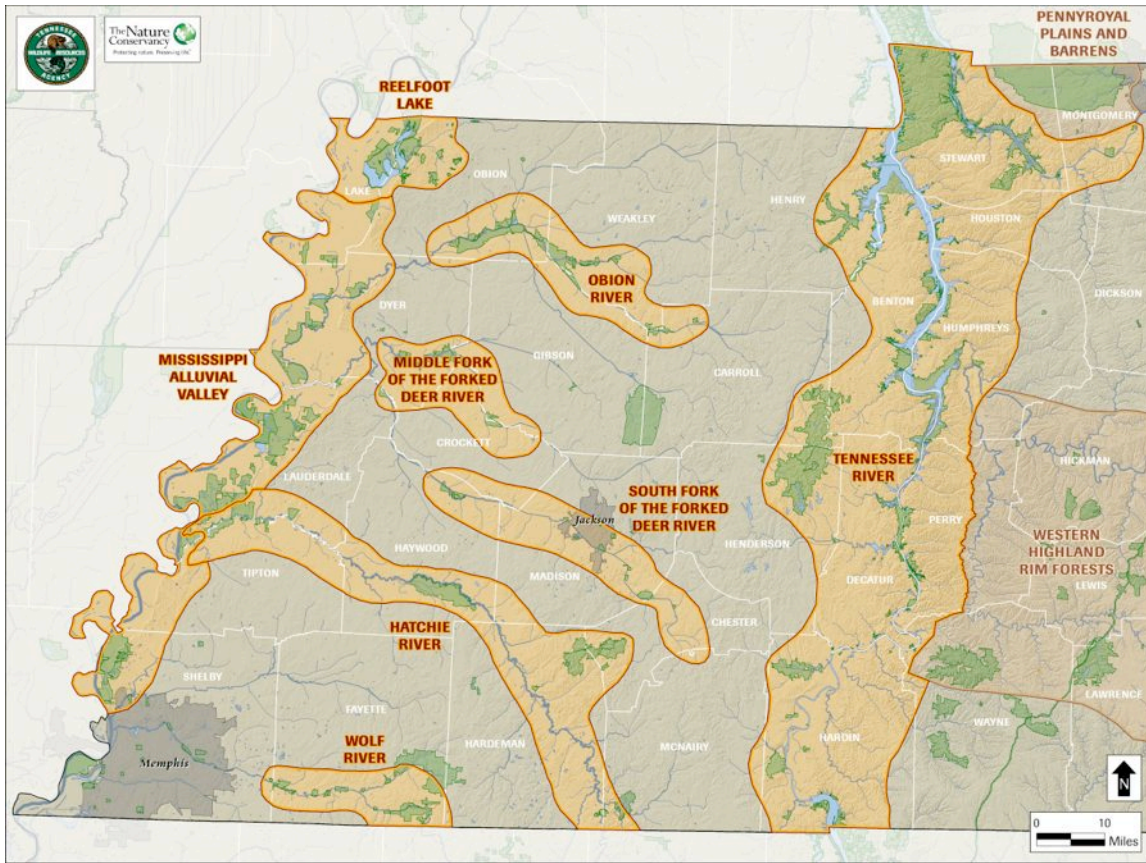 TENNESSEE
WILDLIFE RESOURCES
AGENCY
The Nature
Conservancy
Protecting nature. Preserving life.
PENNYROYAL
PLAINS AND
BARRENS
MONTGOMERY
REELFOOT
LAKE
LAKE
OBION
WEAKLEY
HENRY
STEWART
HOUSTON
OBION
RIVER
BENTON
DICKSON
DYER
HUMPHREYS
MISSISSIPPI
ALLUVIAL
VALLEY
MIDDLE FORK
OF THE FORKED
DEER RIVER
GIBSON
CARROLL
CROCKETT
LAUDERDALE
TENNESSEE
RIVER
HICKMAN
SOUTH FORK
OF THE FORKED
DEER RIVER
Jackson
PERRY
HAYWOOD
HENDERSON
WESTERN
HIGHLAND
RIM FORESTS
LEWIS
TIPTON
MADISON
DECATUR
HATCHIE
RIVER
CHESTER
SHELBY
LAWRENCE
FAYETTE
WAYNE
WOLF
RIVER
HARDEMAN
MCNAIRY
HARDIN
Memphis
N
0 10
Miles